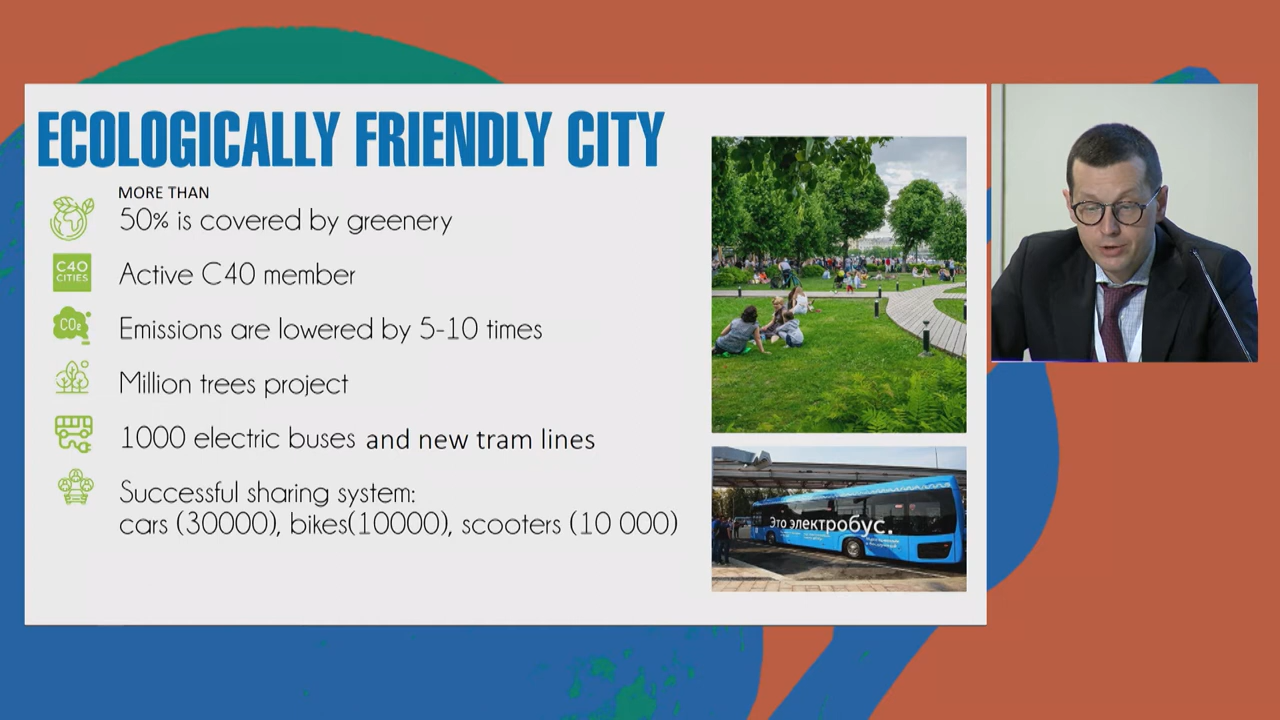 ECOLOGICALLY FRIENDLY CITY
MORE THAN
50% is covered by greenery
C40
CITIES
Active C40 member
CO₂
Emissions are lowered by 5-10 times
Million trees project
1000 electric buses and new tram lines
Successful sharing system:
cars (30000), bikes(10000), scooters (10 000)
Это электробус.